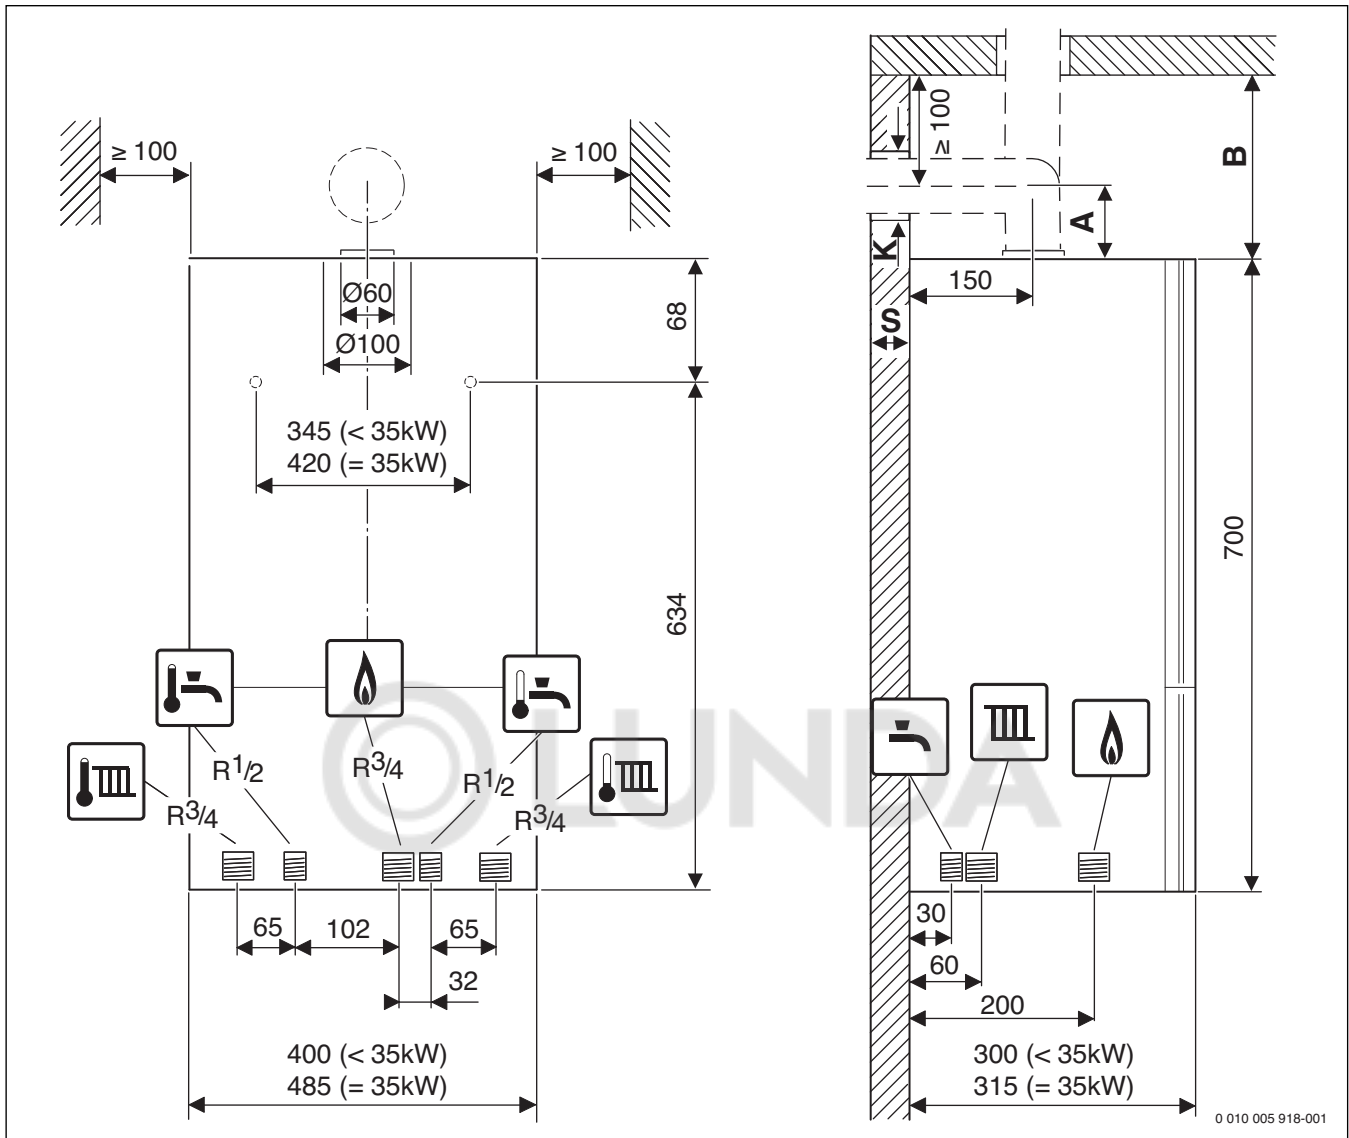 ≥ 100
≥ 100
≥ 100
B
A
K
150
S
Ø60
Ø100
68
345 (< 35kW)
420 (= 35kW)
634
700
LUNDA
R1/2
R3/4
R1/2
R3/4
R3/4
65
102
65
32
30
60
200
400 (< 35kW)
485 (= 35kW)
300 (< 35kW)
315 (= 35kW)
0 010 005 918-001